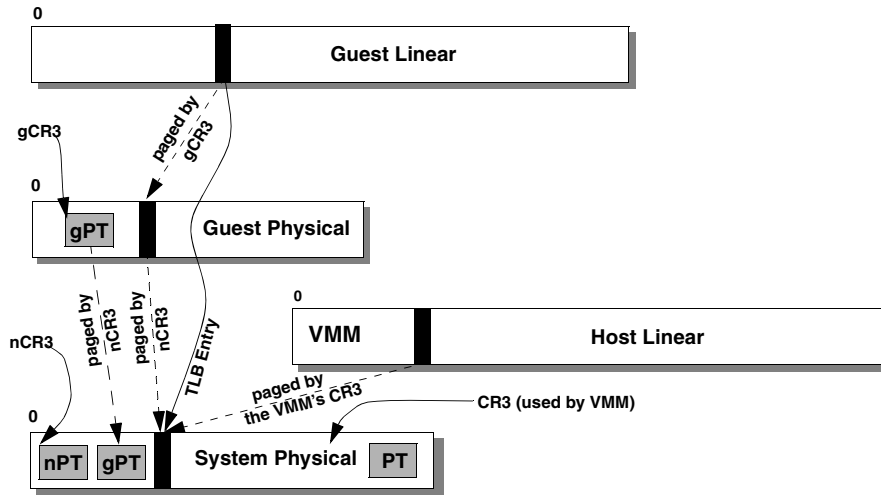 0
Guest Linear
paged by
gCR3
gCR3
0
gPT
Guest Physical
paged by
nCR3
paged by
nCR3
TLB Entry
0
VMM
Host Linear
nCR3
paged by
the VMM's CR3
CR3 (used by VMM)
0
nPT
gPT
System Physical
PT